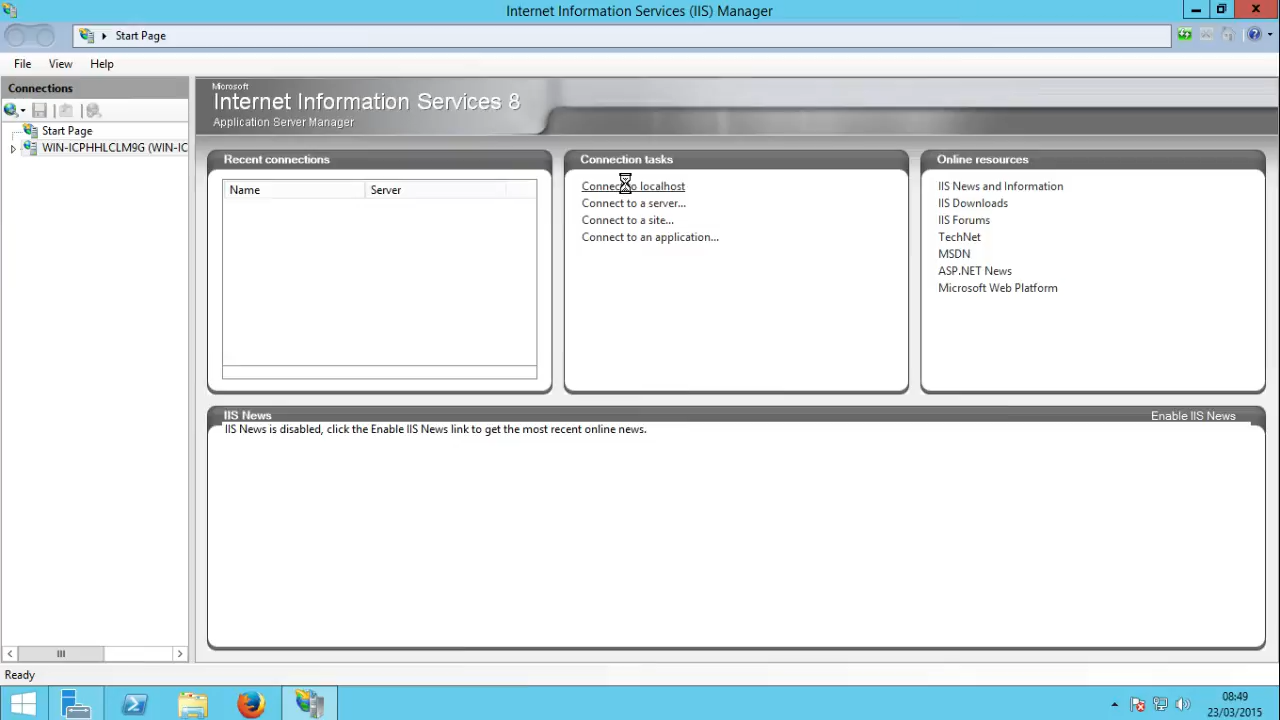 Internet Information Services (IIS) Manager
Start Page
File View Help
Connections
Start Page
WIN-ICPHHLCLM9G (WIN-IC
Microsoft
Internet Information Services 8
Application Server Manager
Recent connections
Name Server
Connection tasks
Connect to localhost
Connect to a server...
Connect to a site...
Connect to an application...
Online resources
IIS News and Information
IIS Downloads
IIS Forums
TechNet
MSDN
ASP.NET News
Microsoft Web Platform
IIS News
Enable IIS News
IIS News is disabled, click the Enable IIS News link to get the most recent online news.
Ready
08:49
23/03/2015